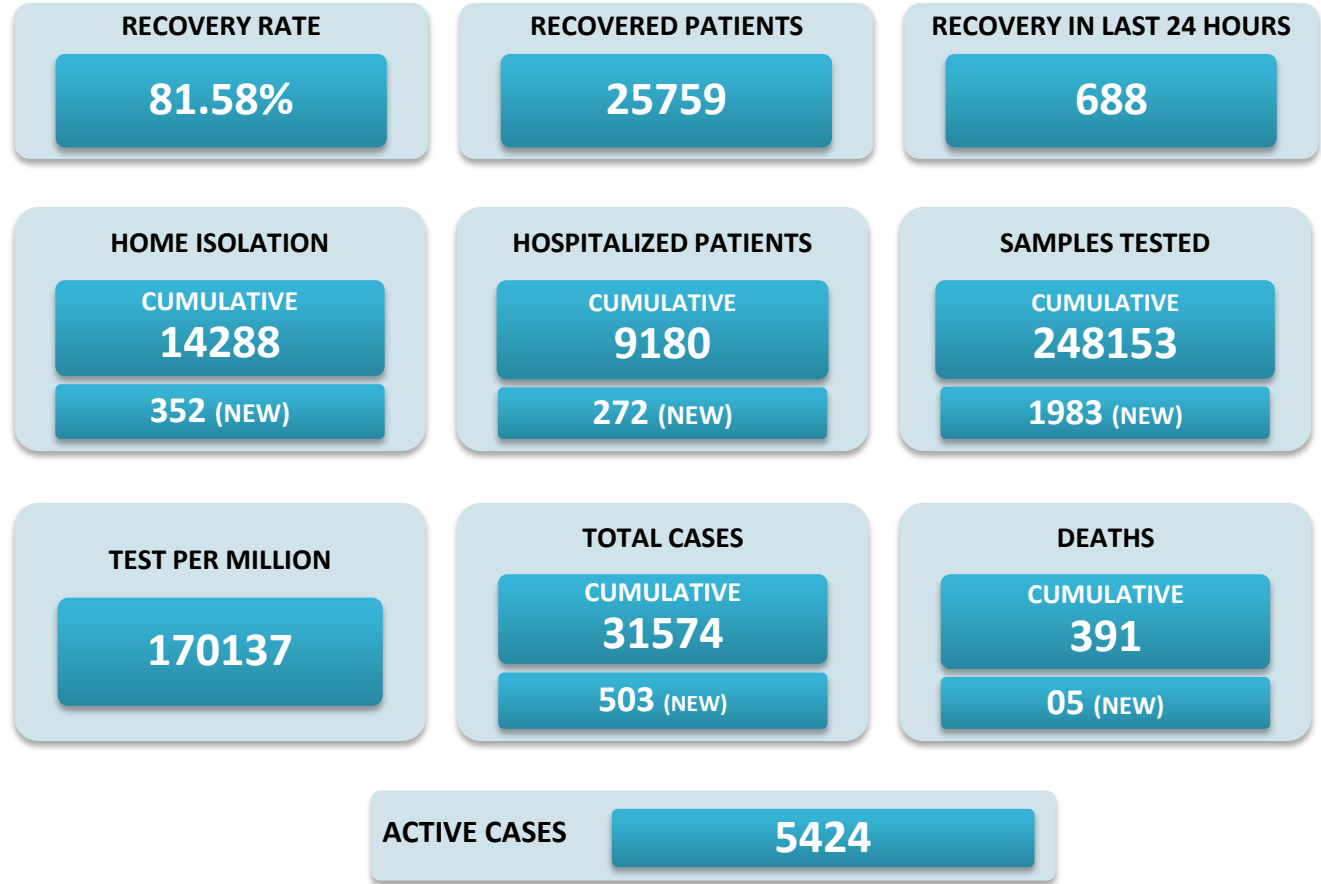 RECOVERY RATE
81.58%
RECOVERED PATIENTS
25759
RECOVERY IN LAST 24 HOURS
688
HOME ISOLATION
CUMULATIVE
14288
352 (NEW)
HOSPITALIZED PATIENTS
CUMULATIVE
9180
272 (NEW)
SAMPLES TESTED
CUMULATIVE
248153
1983 (NEW)
TEST PER MILLION
170137
TOTAL CASES
CUMULATIVE
31574
503 (NEW)
DEATHS
CUMULATIVE
391
05 (NEW)
ACTIVE CASES
5424